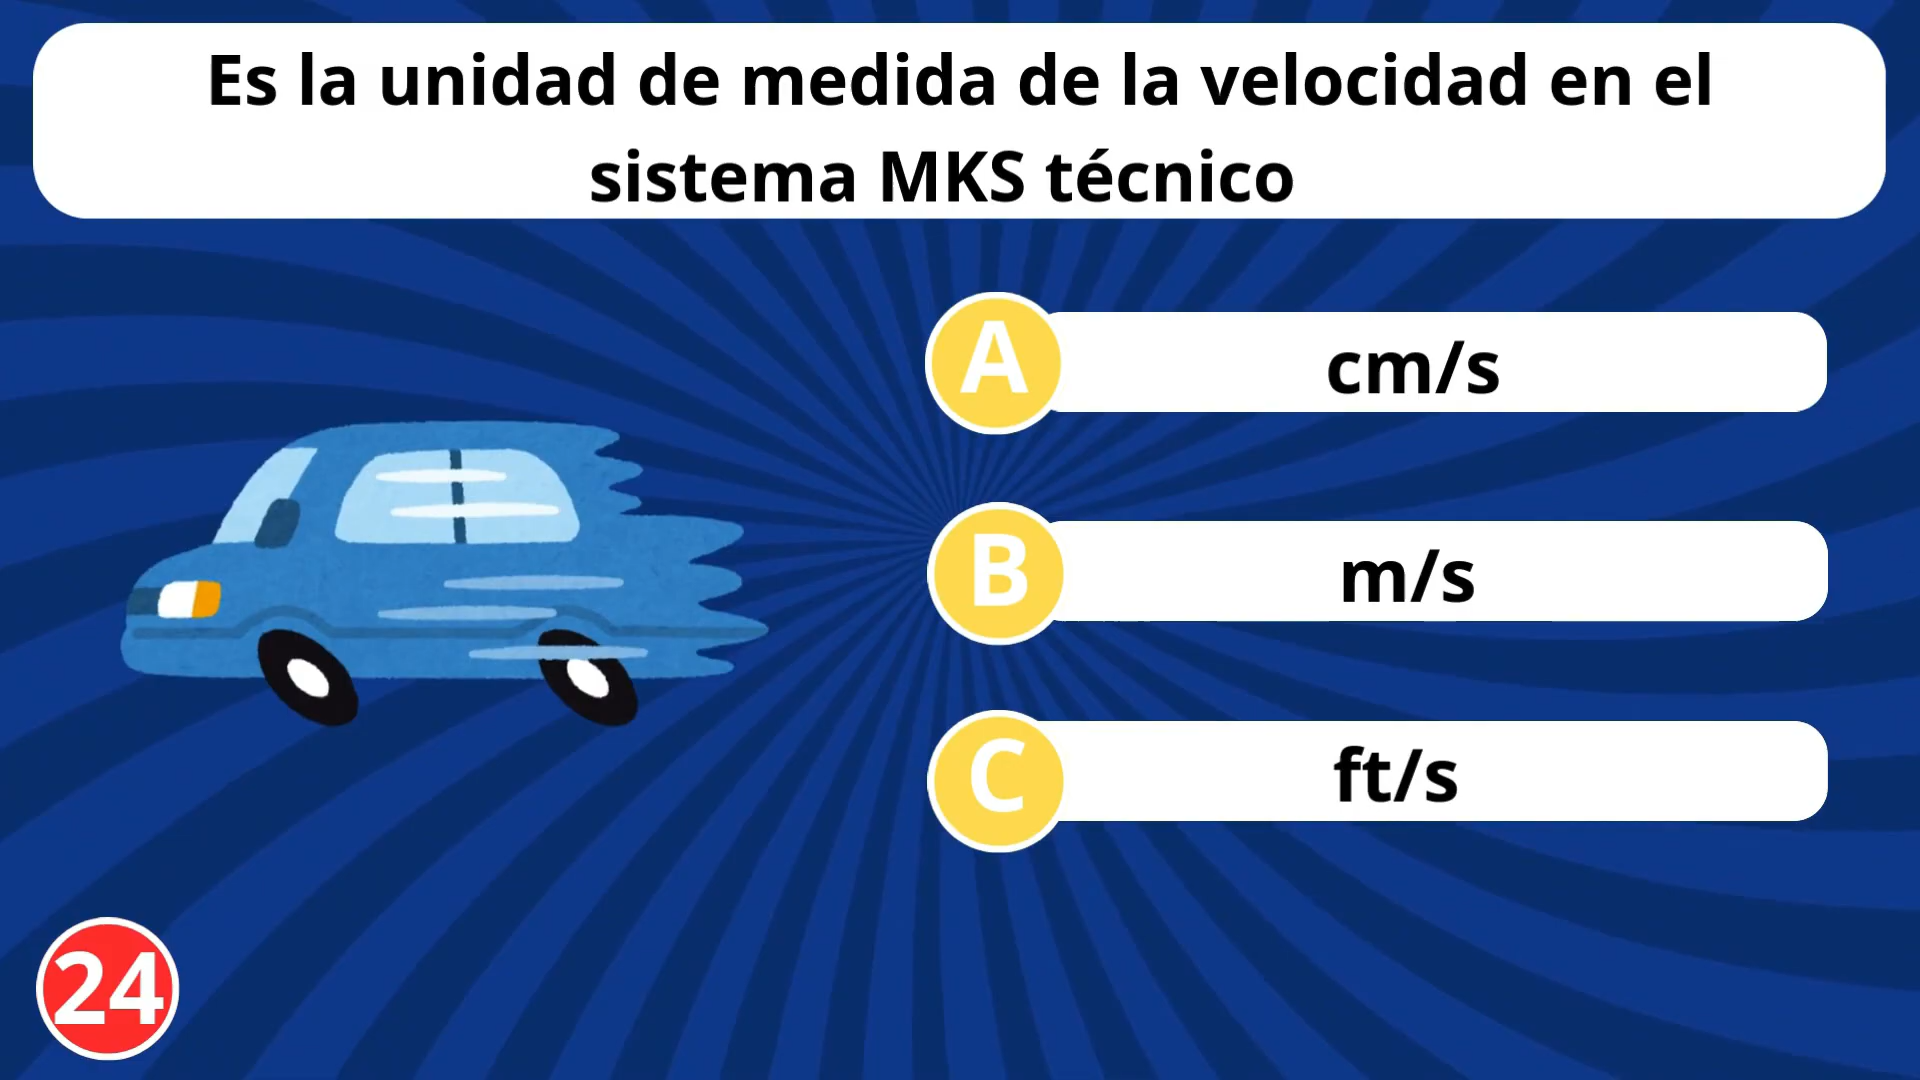 Es la unidad de medida de la velocidad en el
sistema MKS técnico
A cm/s
B m/s
C ft/s
24